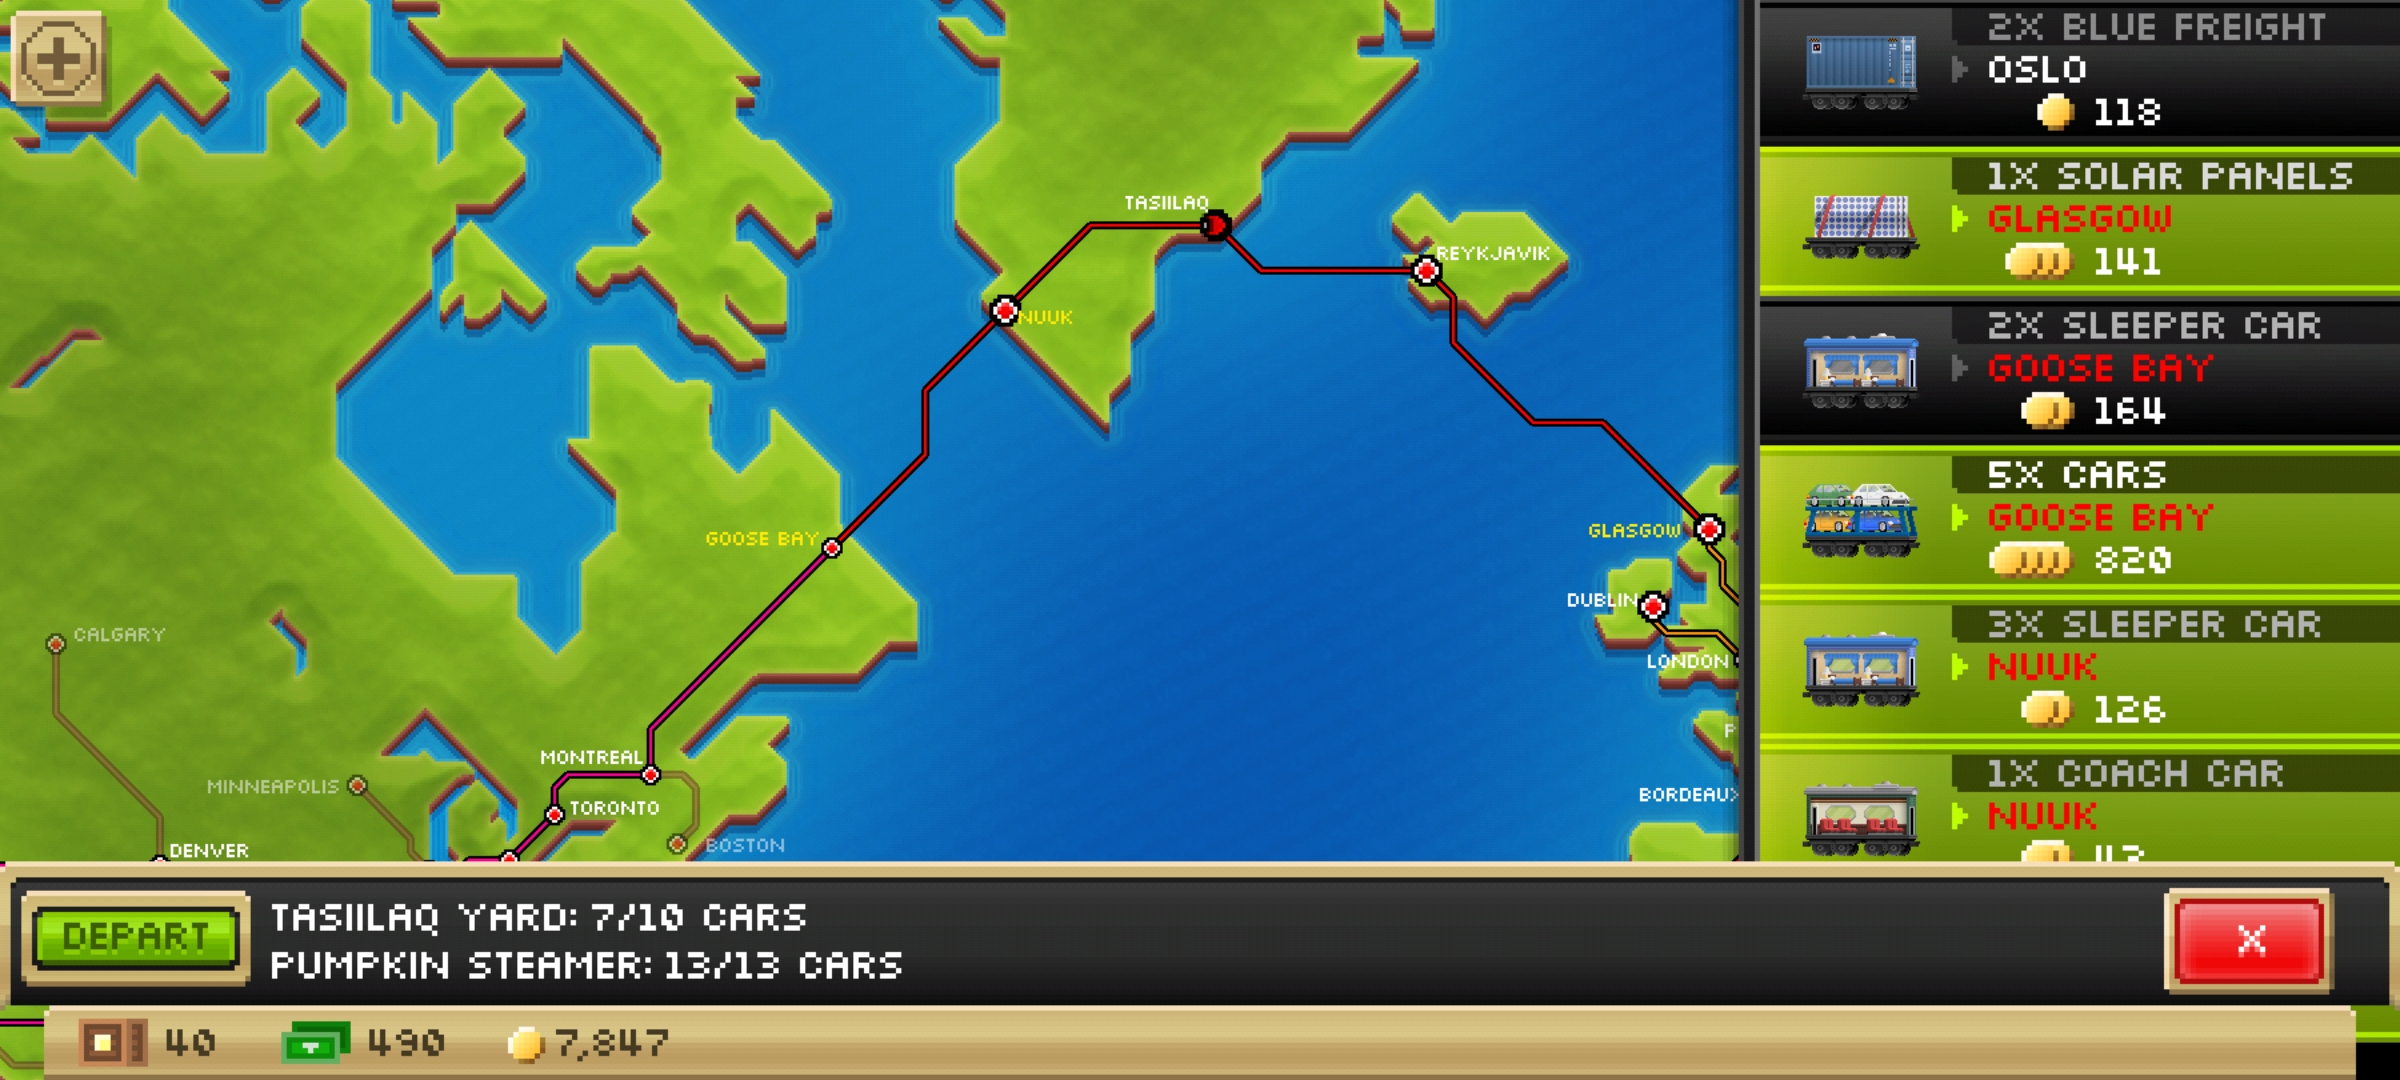 2X BLUE FREIGHT
OSLO
118
1X SOLAR PANELS
GLASGOW
141
2X SLEEPER CAR
GOOSE BAY
164
5X CARS
GOOSE BAY
820
3X SLEEPER CAR
NUUK
126
1X COACH CAR
NUUK
TASIILAQ
REYKJAVIK
NUUK
GOOSE BAY
GLASGOW
DUBLIN
LONDON
CALGARY
MONTREAL
MINNEAPOLIS
TORONTO
BORDEAUX
BOSTON
DENVER
DEPART
TASIILAQ YARD: 7/10 CARS
PUMPKIN STEAMER: 13/13 CARS
X
40
490
7,847